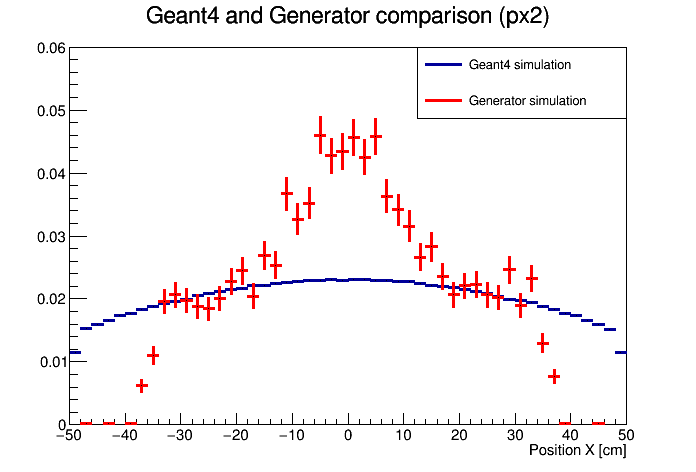 Geant4 and Generator comparison (px2)
0.06
Geant4 simulation
Generator simulation
0.05
0.04
0.03
0.02
0.01
0
−50 −40 −30 −20 −10 0 10 20 30 40 50
Position X [cm]